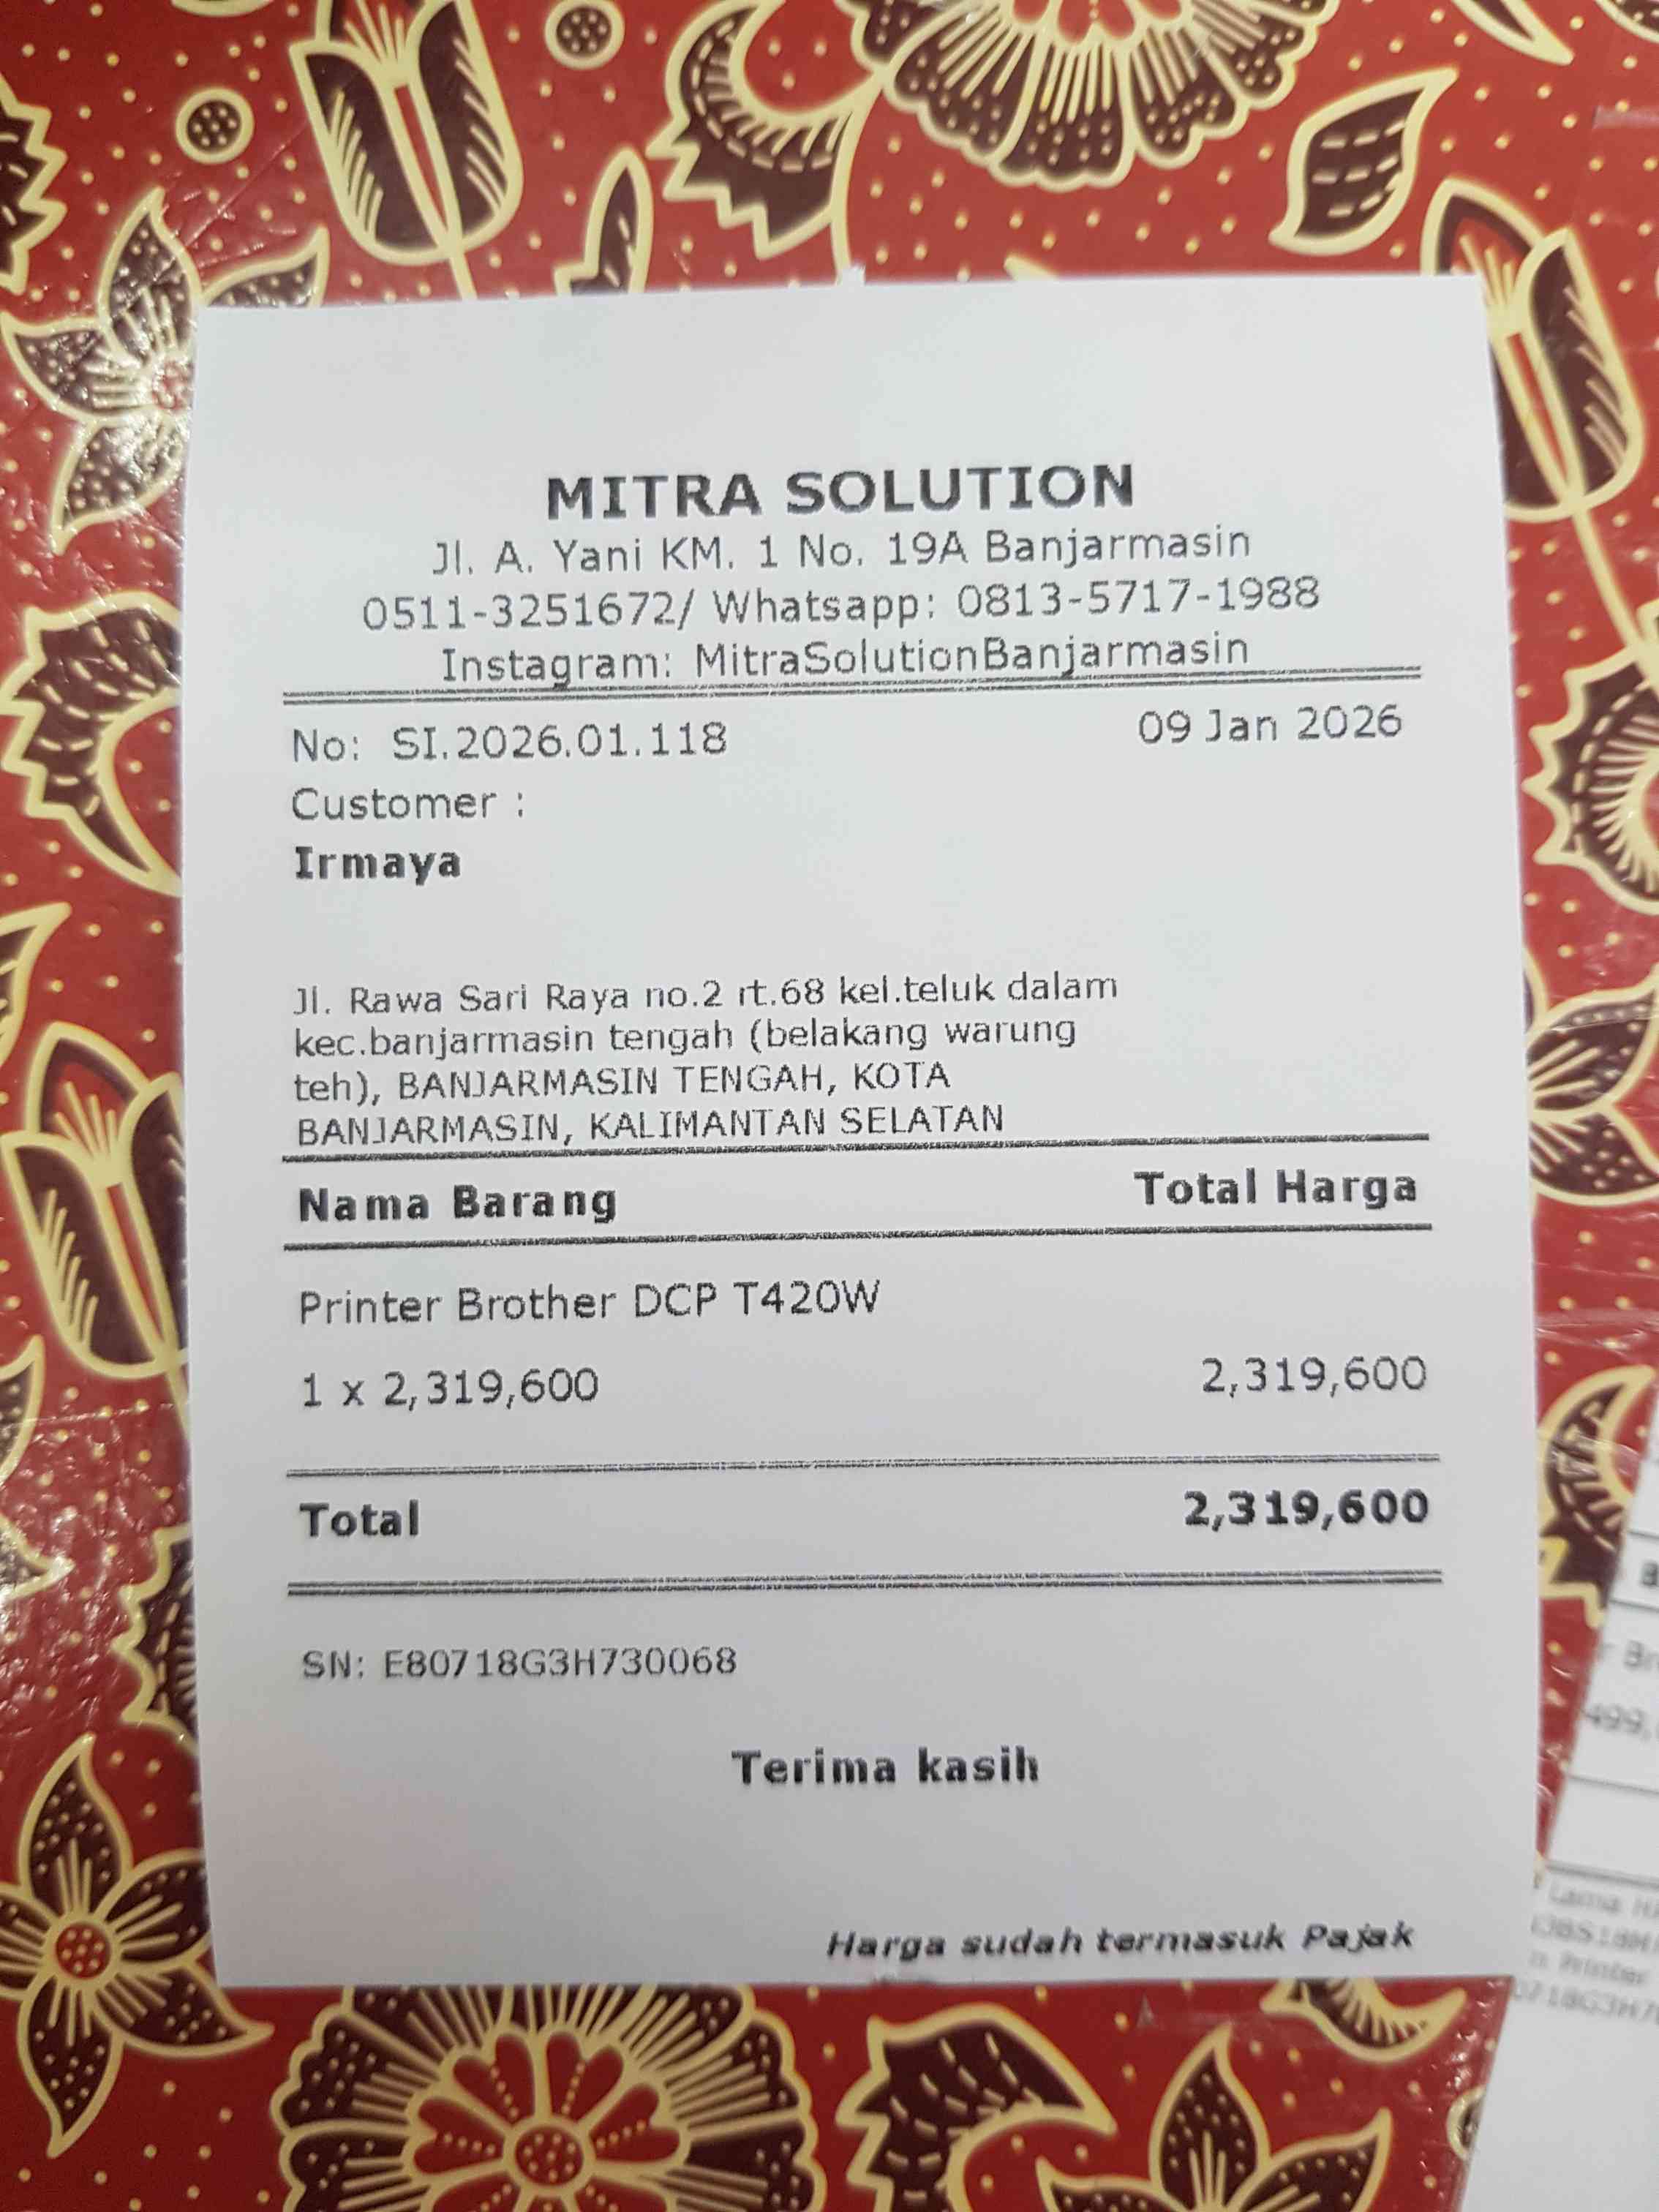 MITRA SOLUTION
Jl. A. Yani KM. 1 No. 19A Banjarmasin
0511-3251672/ Whatsapp: 0813-5717-1988
Instagram: MitraSolutionBanjarmasin
No: SI.2026.01.118 09 Jan 2026
Customer :
Irmaya
Jl. Rawa Sari Raya no.2 rt.68 kel.teluk dalam
kec.banjarmasin tengah (belakang warung
teh), BANJARMASIN TENGAH, KOTA
BANJARMASIN, KALIMANTAN SELATAN
Nama Barang Total Harga
Printer Brother DCP T420W
1 x 2,319,600 2,319,600
Total 2,319,600
SN: E80718G3H730068
Terima kasih
Harga sudah termasuk Pajak
499,
Lama
Printer